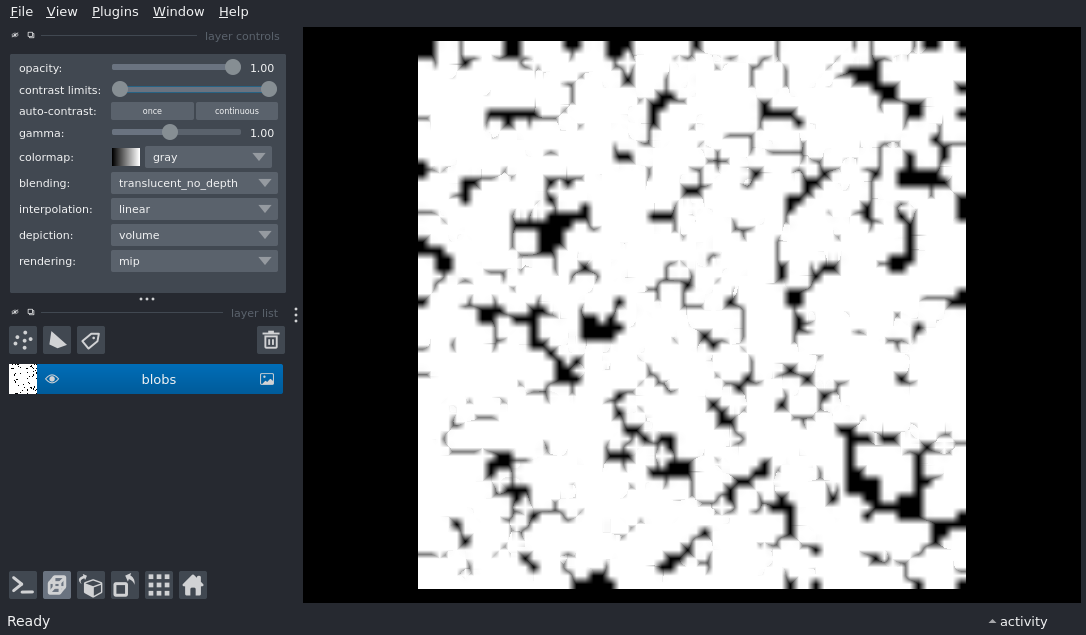 File View Plugins Window Help
layer controls
opacity: 1.00
contrast limits:
auto-contrast: once continuous
gamma: 1.00
colormap: gray
blending: translucent_no_depth
interpolation: linear
depiction: volume
rendering: mip
layer list
blobs
Ready activity